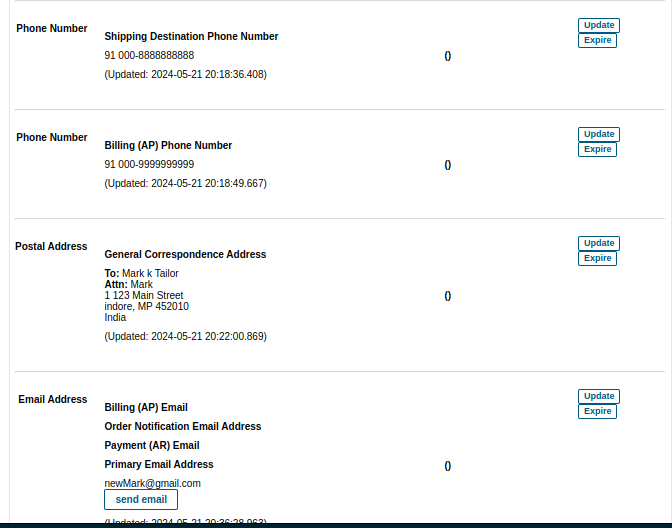 Phone Number
Shipping Destination Phone Number
91 000-8888888888
(Updated: 2024-05-21 20:18:36.408)
()
Update
Expire
Phone Number
Billing (AP) Phone Number
91 000-9999999999
(Updated: 2024-05-21 20:18:49.667)
()
Update
Expire
Postal Address
General Correspondence Address
To: Mark k Tailor
Attn: Mark
1 123 Main Street
indore, MP 452010
India
(Updated: 2024-05-21 20:22:00.869)
()
Update
Expire
Email Address
Billing (AP) Email
Order Notification Email Address
Payment (AR) Email
Primary Email Address
newMark@gmail.com
send email
(Updated: 2024-05-21 20:36:28.963)
()
Update
Expire